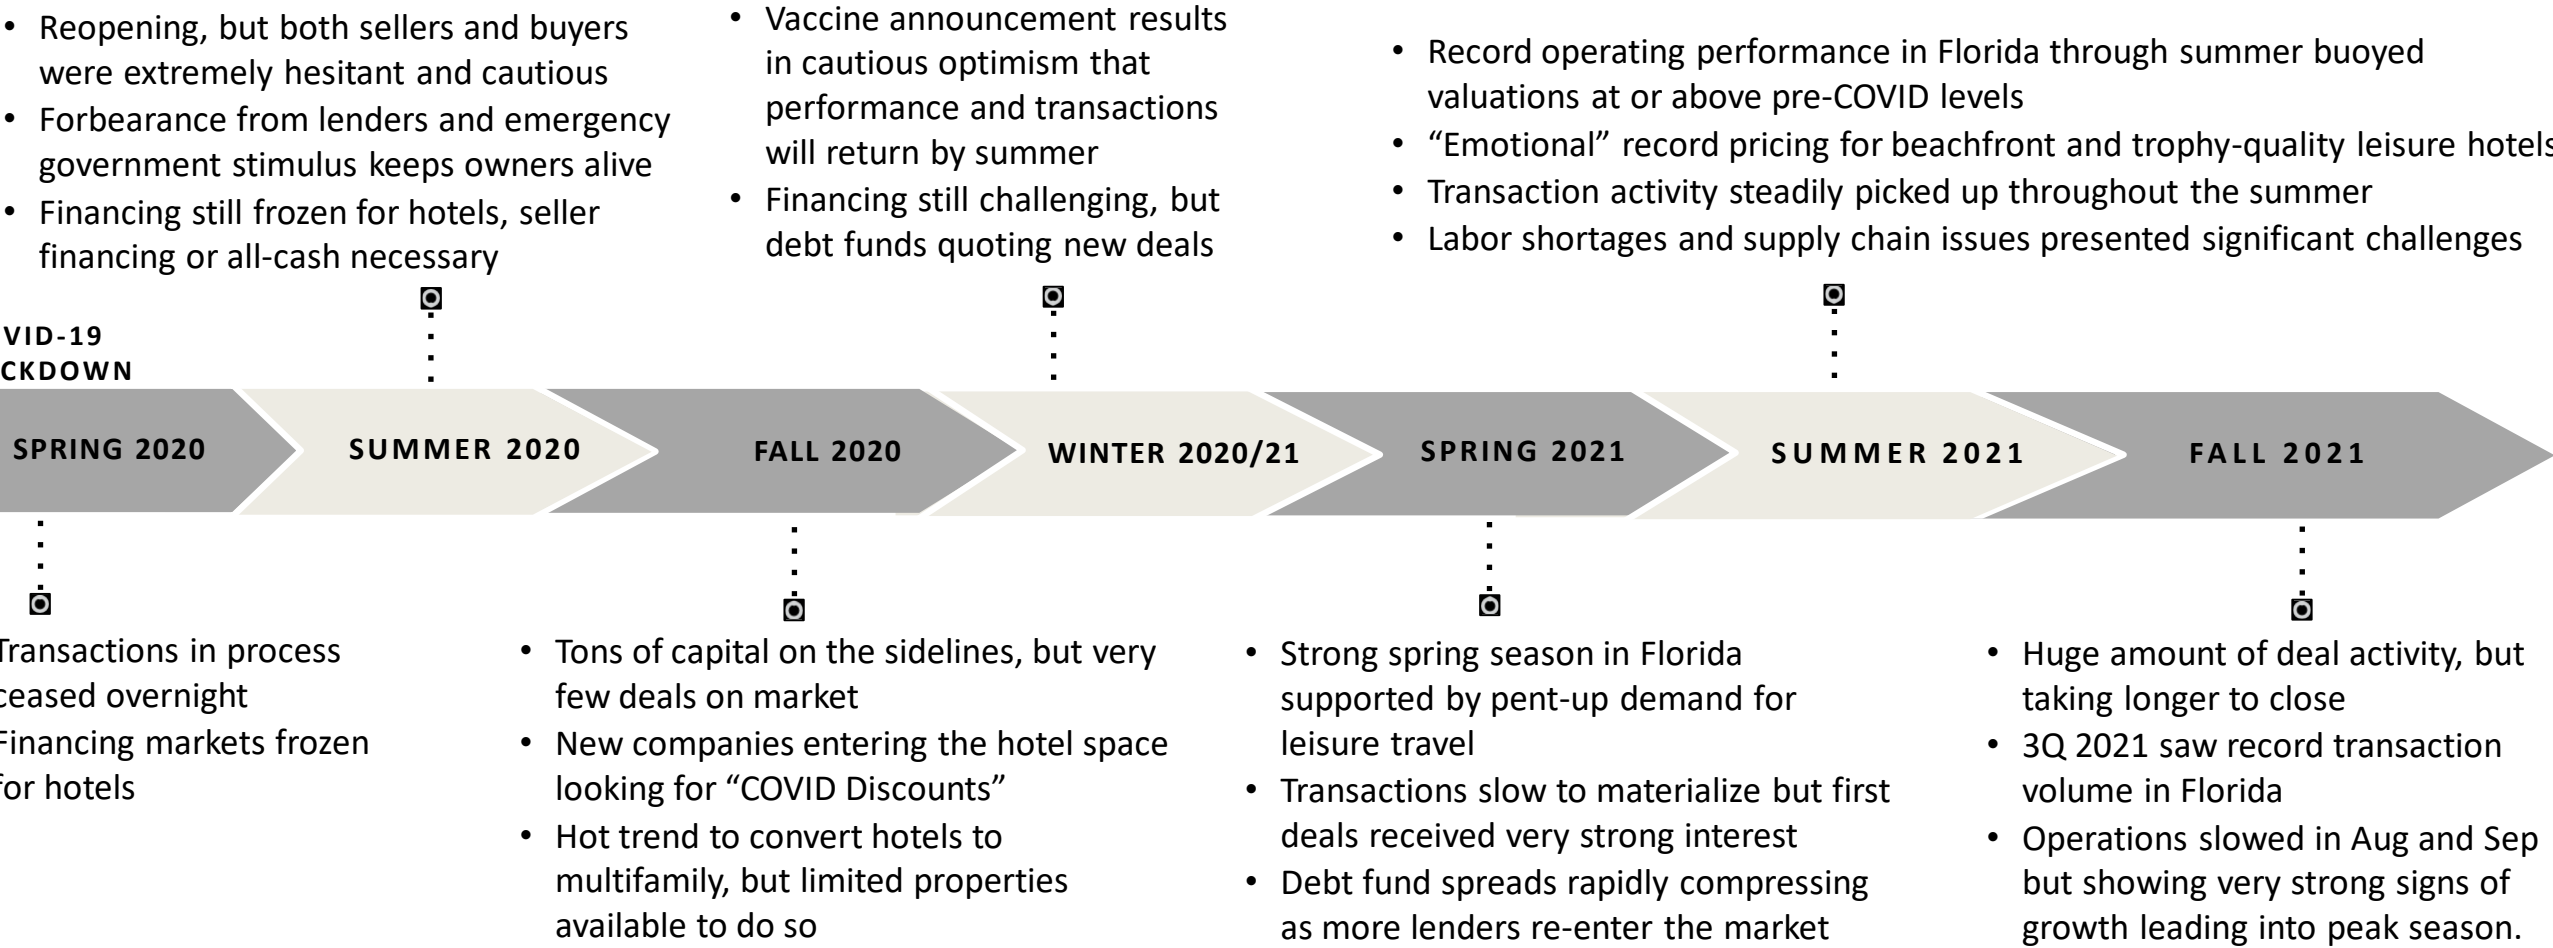 • Reopening, but both sellers and buyers
were extremely hesitant and cautious
• Forbearance from lenders and emergency
government stimulus keeps owners alive
• Financing still frozen for hotels, seller
financing or all-cash necessary
• Vaccine announcement results
in cautious optimism that
performance and transactions
will return by summer
• Financing still challenging, but
debt funds quoting new deals
• Record operating performance in Florida through summer buoyed
valuations at or above pre-COVID levels
• “Emotional” record pricing for beachfront and trophy-quality leisure hotels
• Transaction activity steadily picked up throughout the summer
• Labor shortages and supply chain issues presented significant challenges
VID-19
CKDOWN
SPRING 2020
SUMMER 2020
FALL 2020
WINTER 2020/21
SPRING 2021
SUMMER 2021
FALL 2021
Transactions in process
ceased overnight
Financing markets frozen
for hotels
• Tons of capital on the sidelines, but very
few deals on market
• New companies entering the hotel space
looking for “COVID Discounts”
• Hot trend to convert hotels to
multifamily, but limited properties
available to do so
• Strong spring season in Florida
supported by pent-up demand for
leisure travel
• Transactions slow to materialize but first
deals received very strong interest
• Debt fund spreads rapidly compressing
as more lenders re-enter the market
• Huge amount of deal activity, but
taking longer to close
• 3Q 2021 saw record transaction
volume in Florida
• Operations slowed in Aug and Sep
but showing very strong signs of
growth leading into peak season.